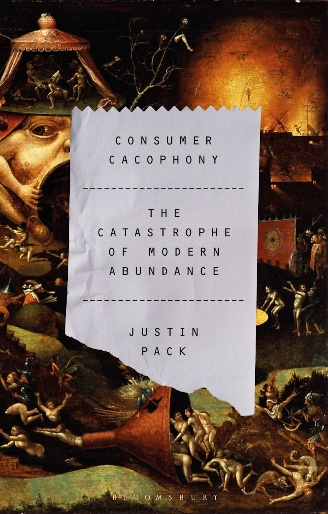 CONSUMER
CACOPHONY
THE
CATASTROPHE
OF MODERN
ABUNDANCE
JUSTIN
PACK
BLOOMSBURY